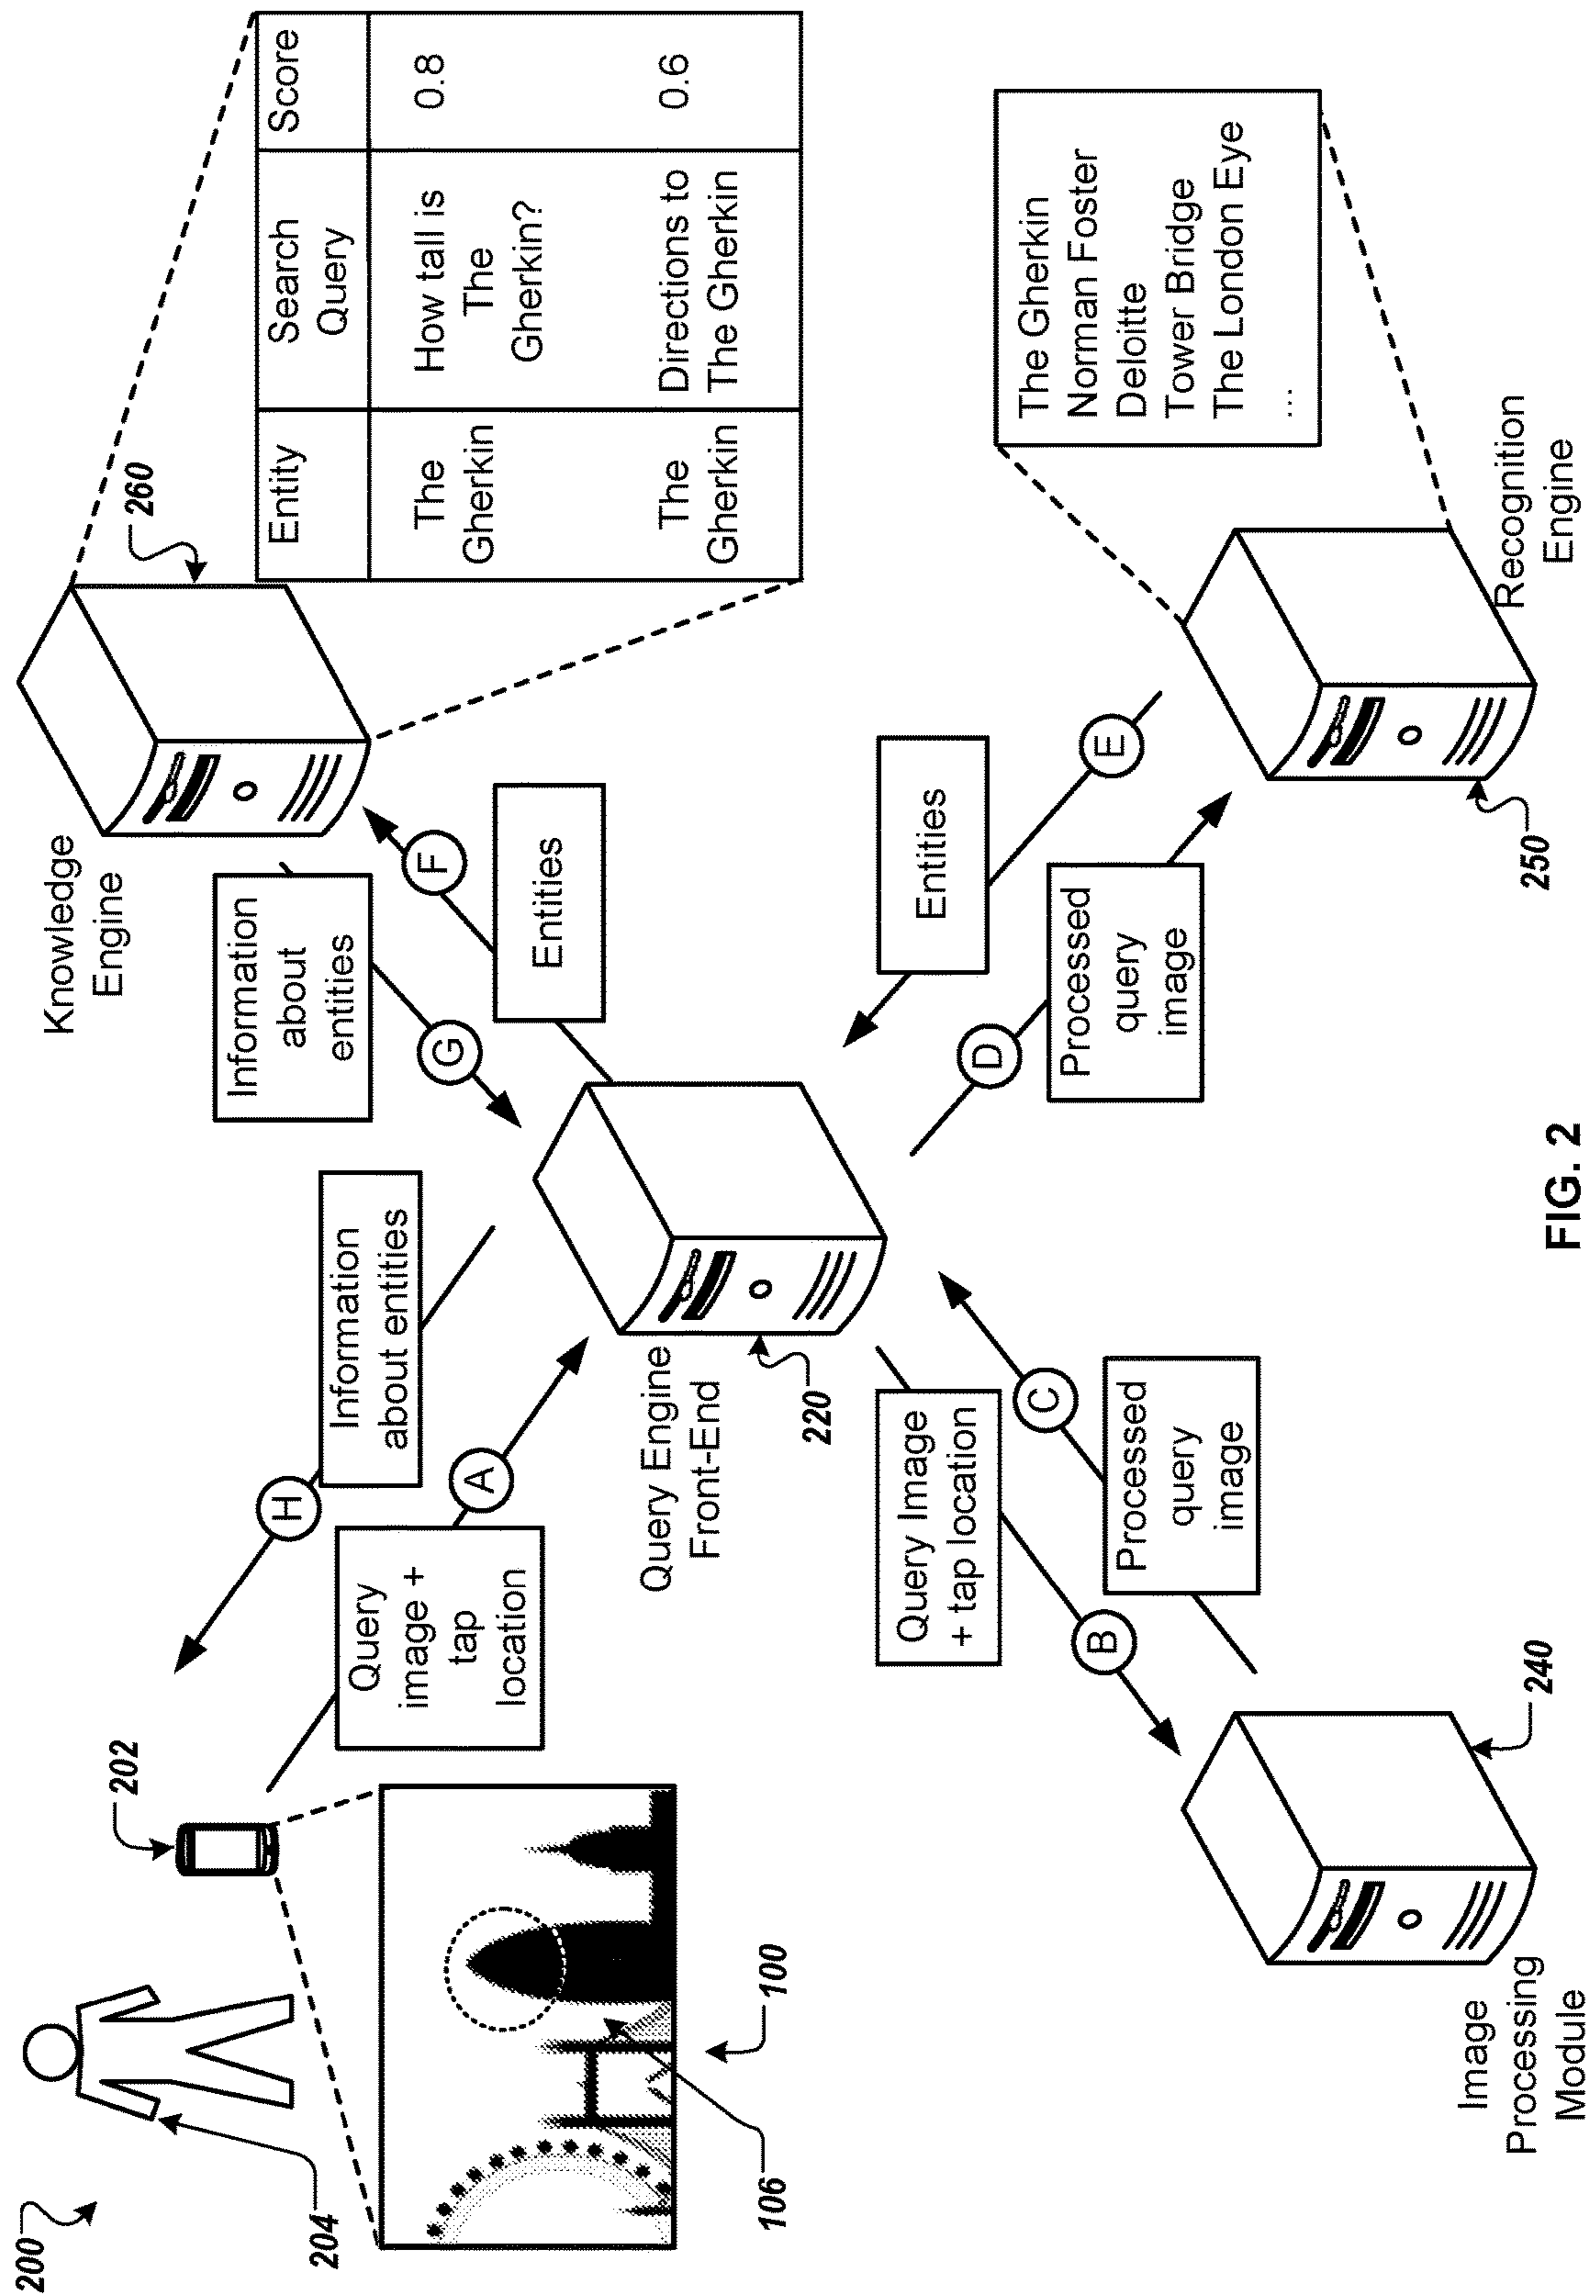 200
204
202
106
100
Query
image +
tap
location
A
H
Information
about entities
Query Engine
Front-End
220
Query Image
+ tap location
B
C
Processed
query
image
Image
Processing
Module
240
Knowledge
Engine
260
Information
about
entities
G
F
Entities
Entity
Search
Query
Score
The
Gherkin
How tall is
The
Gherkin?
0.8
The
Gherkin
Directions to
The Gherkin
0.6
Entities
E
D
Processed
query
image
250
Recognition
Engine
The Gherkin
Norman Foster
Deloitte
Tower Bridge
The London Eye
....
FIG. 2